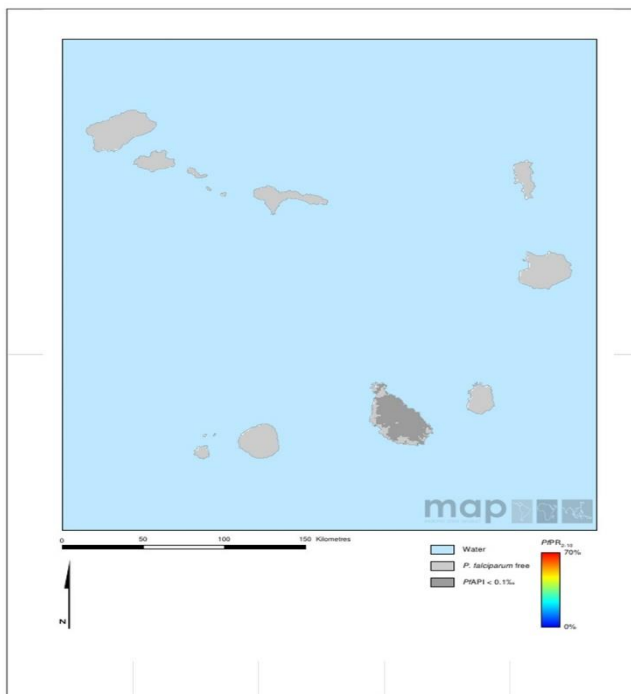 map
0 50 100 150 Kilometres
Water
P. falciparum free
PfAPI < 0.1‰
PfPR2-10
70%
0%
N